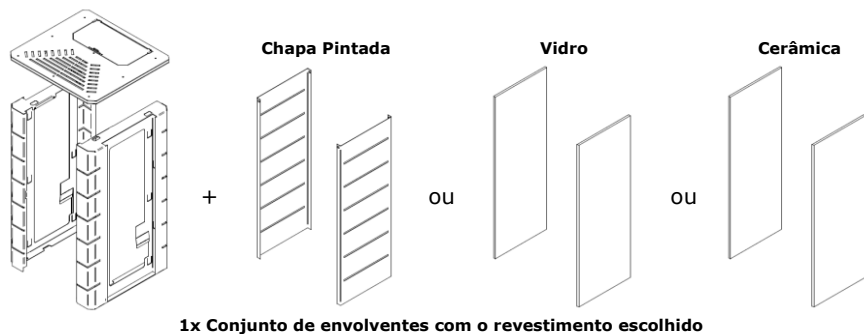 Chapa Pintada
Vidro
Cerâmica
+
ou
ou
1x Conjunto de envolventes com o revestimento escolhido